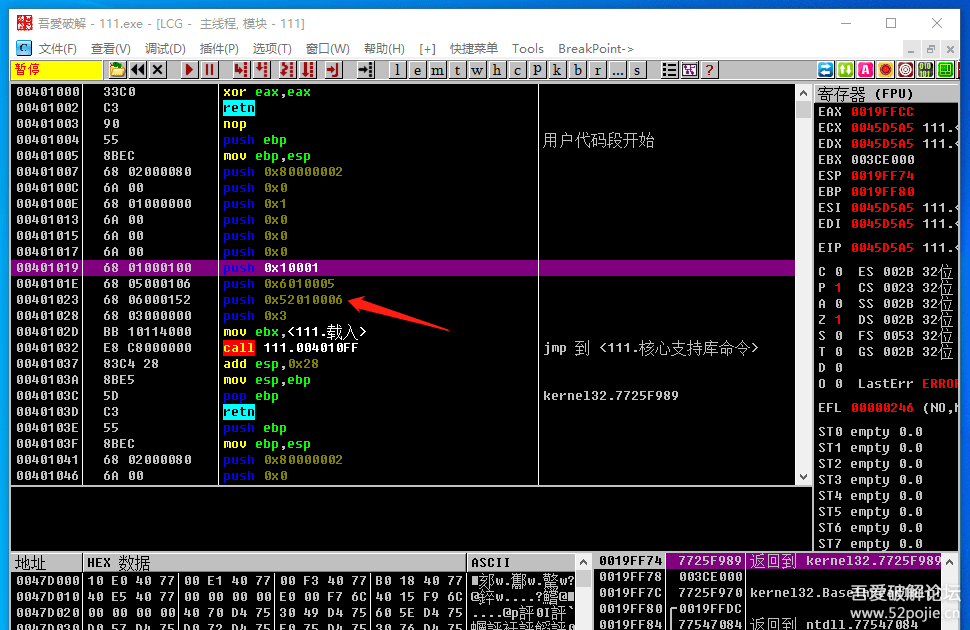 吾爱破解 - 111.exe - [LCG - 主线程, 模块 - 111]
C 文件(F) 查看(V) 调试(D) 插件(P) 选项(T) 窗口(W) 帮助(H) [+] 快捷菜单 Tools BreakPoint->
暂停 l e m t w h c P k b r ... s ?
00401000 33C0 xor eax,eax
00401002 C3 retn
00401003 90 nop
00401004 55 push ebp 用户代码段开始
00401005 8BEC mov ebp,esp
00401007 68 02000080 push 0x80000002
0040100C 6A 00 push 0x0
0040100E 68 01000000 push 0x1
00401013 6A 00 push 0x0
00401015 6A 00 push 0x0
00401017 6A 00 push 0x0
00401019 68 01000100 push 0x10001
0040101E 68 05000106 push 0x6010005
00401023 68 06000152 push 0x52010006
00401028 68 03000000 push 0x3
0040102D BB 10114000 mov ebx,<111.载入>
00401032 E8 C8000000 call 111.004010FF jmp 到 <111.核心支持库命令>
00401037 83C4 28 add esp,0x28
0040103A 8BE5 mov esp,ebp
0040103C 5D pop ebp kernel32.7725F989
0040103D C3 retn
0040103E 55 push ebp
0040103F 8BEC mov ebp,esp
00401041 68 02000080 push 0x80000002
00401046 6A 00 push 0x0
寄存器 (FPU)
EAX 0019FFCC
ECX 0045D5A5 111.<
EDX 0045D5A5 111.<
EBX 003CE000
ESP 0019FF74
EBP 0019FF80
ESI 0045D5A5 111.<
EDI 0045D5A5 111.<
EIP 0045D5A5 111.<
C 0 ES 002B 32位
P 1 CS 0023 32位
A 0 SS 002B 32位
Z 1 DS 002B 32位
S 0 FS 0053 32位
T 0 GS 002B 32位
D 0
O 0 LastErr ERROR
EFL 00000246 (NO,N
ST0 empty 0.0
ST1 empty 0.0
ST2 empty 0.0
ST3 empty 0.0
ST4 empty 0.0
ST5 empty 0.0
ST6 empty 0.0
ST7 empty 0.0
地址 HEX 数据 ASCII
0047D000 10 E0 40 77 00 E1 40 77 00 F3 40 77 B0 18 40 77
0047D010 40 E5 40 77 00 00 00 00 E0 00 F7 6C 40 15 F9 6C
0047D020 00 00 00 00 40 70 D4 75 30 49 D4 75 60 5E D4 75
0019FF74 7725F989 返回到 kernel32.7725F989
0019FF78 003CE000
0019FF7C 7725F970 kernel32.Base
0019FF80 0019FFDC
0019FF84 77547084 返回到 ntdll.77547084
吾爱破解论坛
www.52pojie.cn